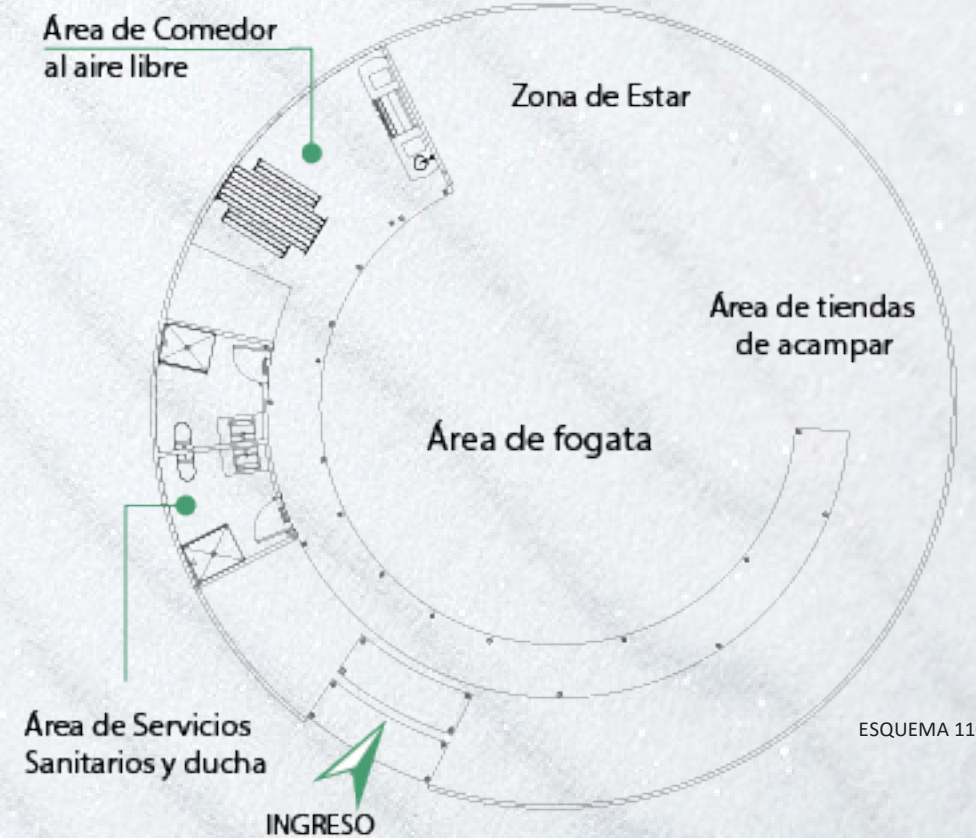 Área de Comedor
al aire libre
Zona de Estar
Área de tiendas
de acampar
Área de fogata
Área de Servicios
Sanitarios y ducha
ESQUEMA 11
INGRESO